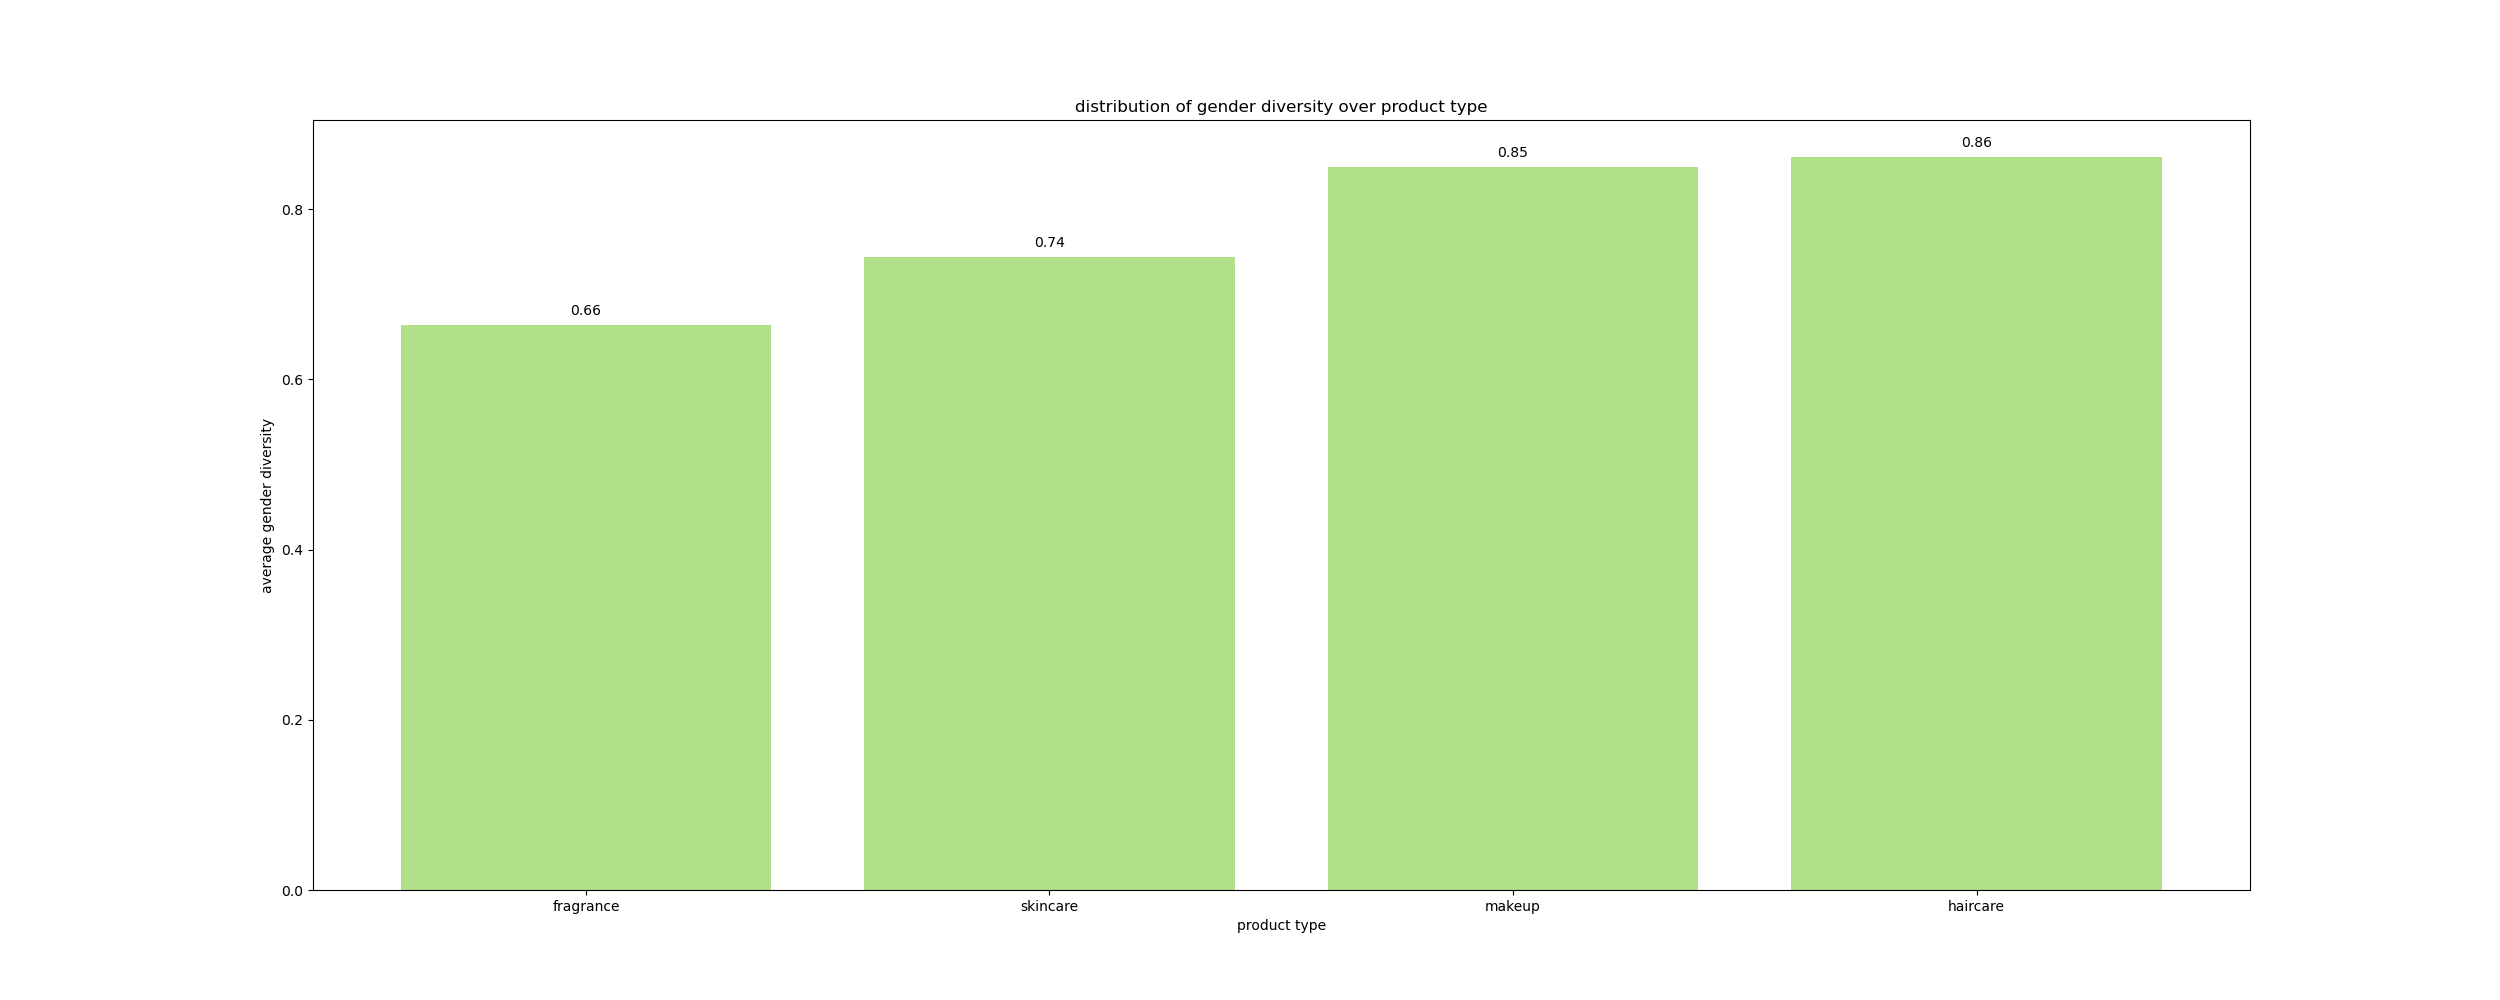 distribution of gender diversity over product type
0.86
0.85
0.8
0.74
0.66
0.6
average gender diversity
0.4
0.2
0.0
fragrance skincare makeup haircare
product type